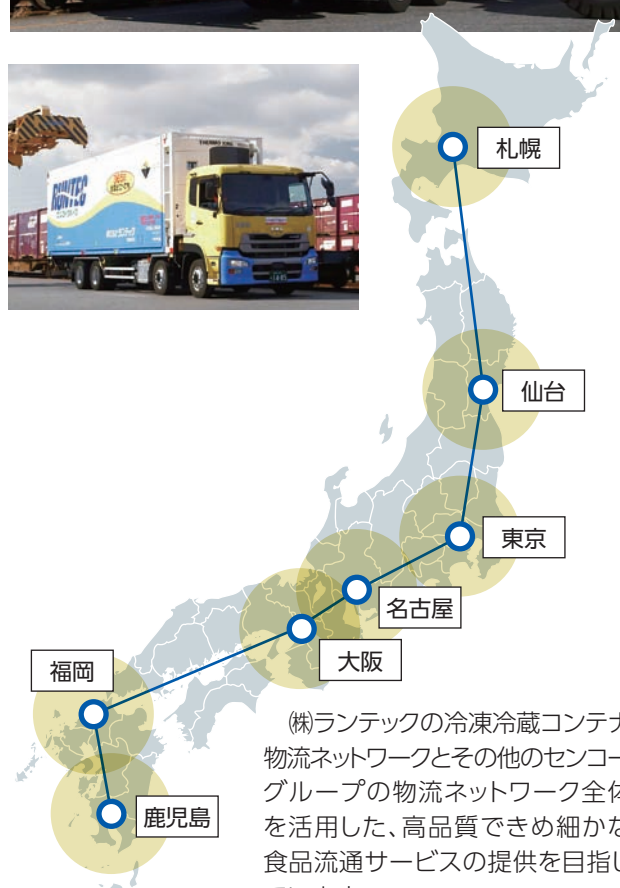 RUNTEC
札幌
仙台
東京
名古屋
大阪
福岡
鹿児島
㈱ランテックの冷凍冷蔵コンテナ
物流ネットワークとその他のセンコー
グループの物流ネットワーク全体
を活用した、高品質できめ細かな
食品流通サービスの提供を目指し